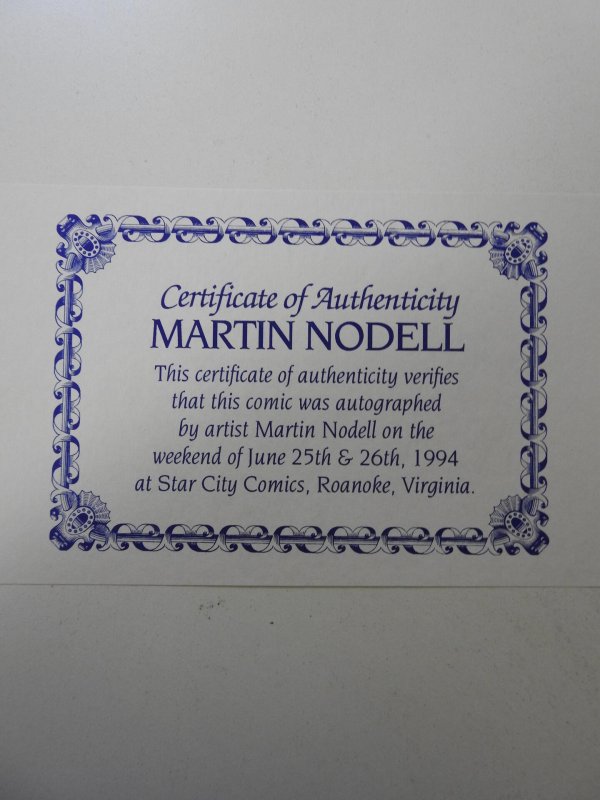 Certificate of Authenticity
MARTIN NODELL
This certificate of authenticity verifies
that this comic was autographed
by artist Martin Nodell on the
weekend of June 25th & 26th, 1994
at Star City Comics, Roanoke, Virginia.